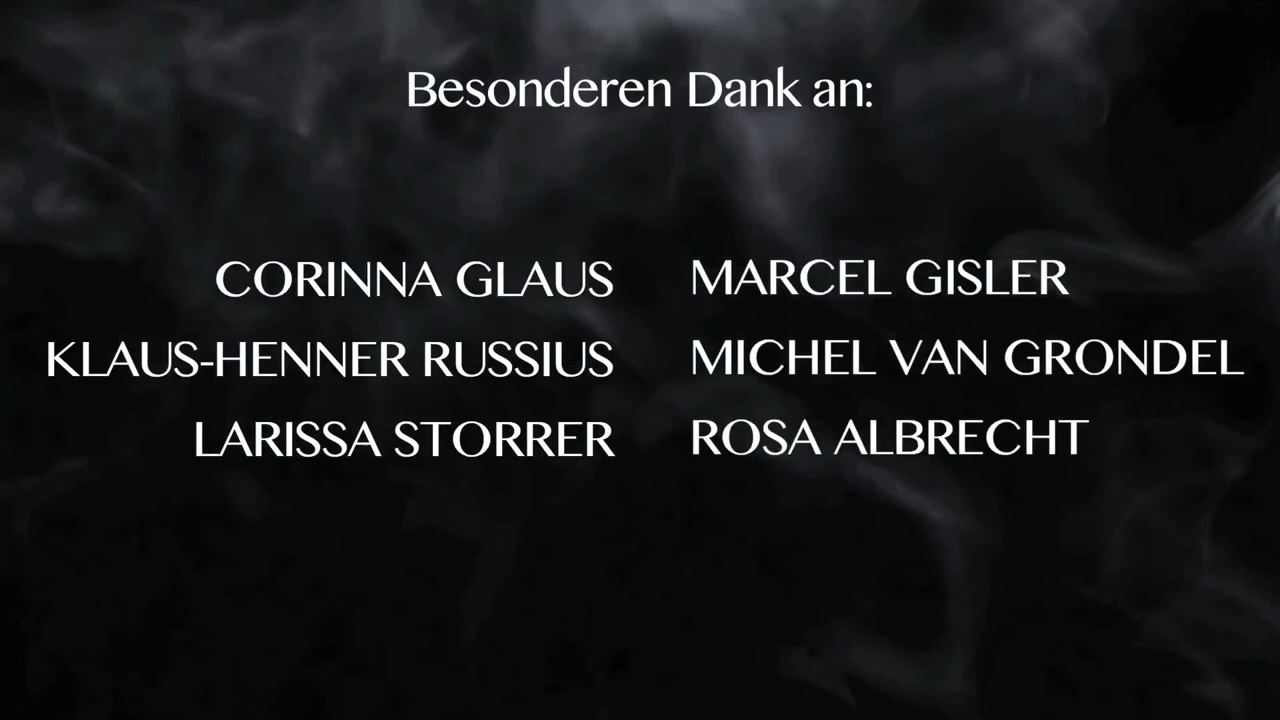 Besonderen Dank an:
CORINNA GLAUS MARCEL GISLER
KLAUS-HENNER RUSSIUS MICHEL VAN GRONDEL
LARISSA STORRER ROSA ALBRECHT